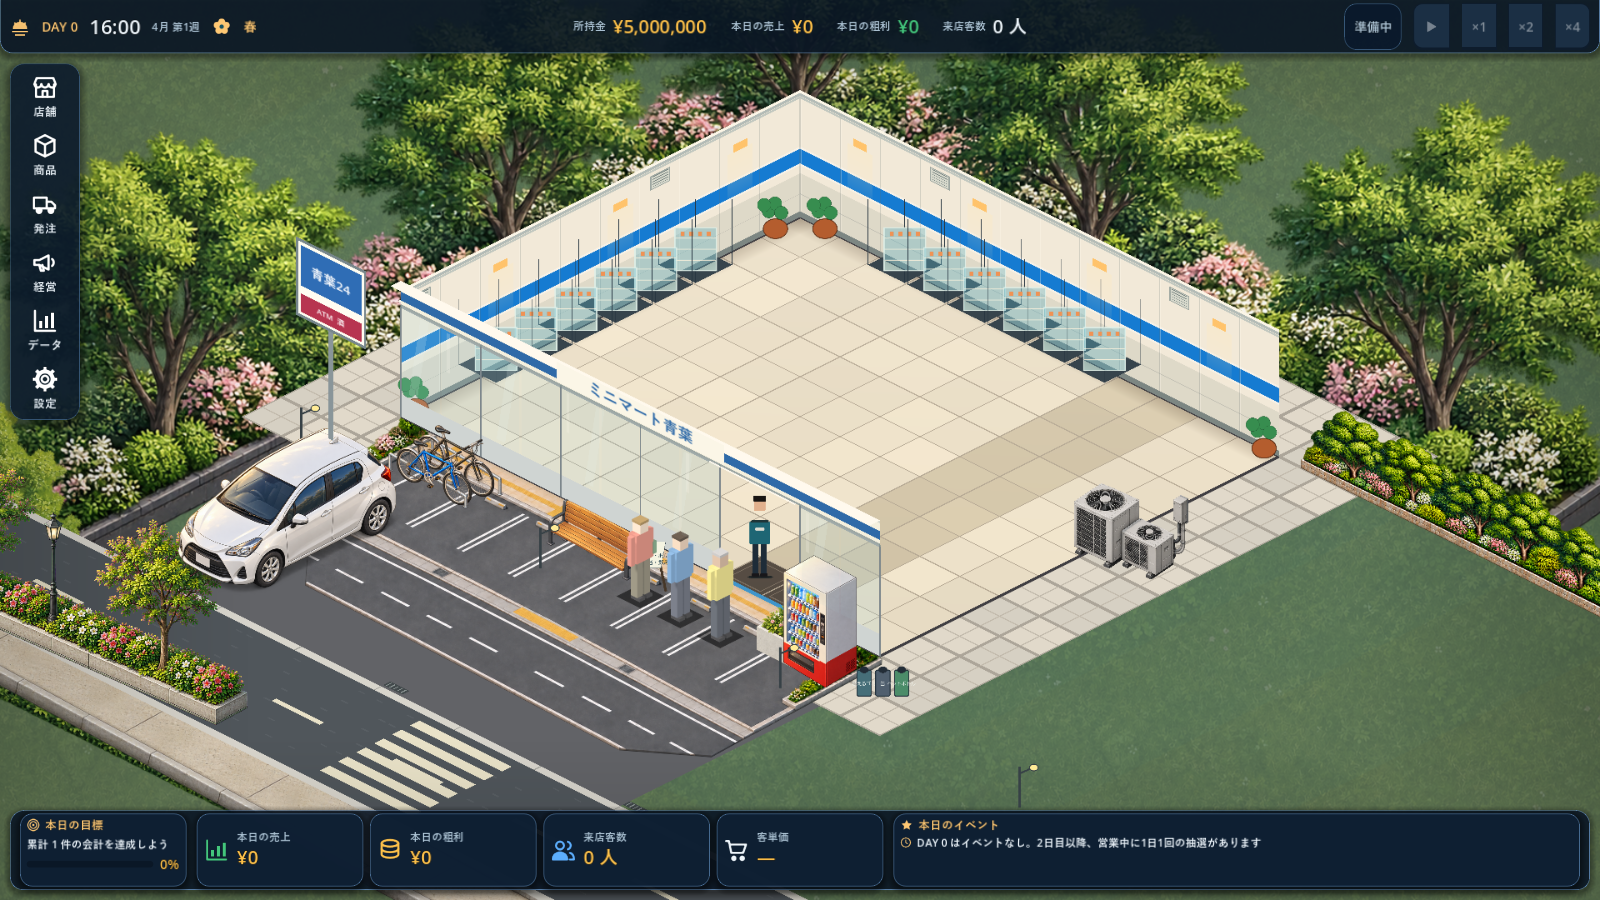 DAY 0 16:00 4月 第1週 春
所持金 ¥5,000,000 本日の売上 ¥0 本日の粗利 ¥0 来店客数 0 人
準備中 ×1 ×2 ×4
店舗
商品
発注
経営
データ
設定
青葉24
ATM 酒
ミニマート青葉
本日の目標
累計 1 件の会計を達成しよう
0%
本日の売上
¥0
本日の粗利
¥0
来店客数
0 人
客単価
—
本日のイベント
DAY 0 はイベントなし。2日目以降、営業中に1日1回の抽選があります